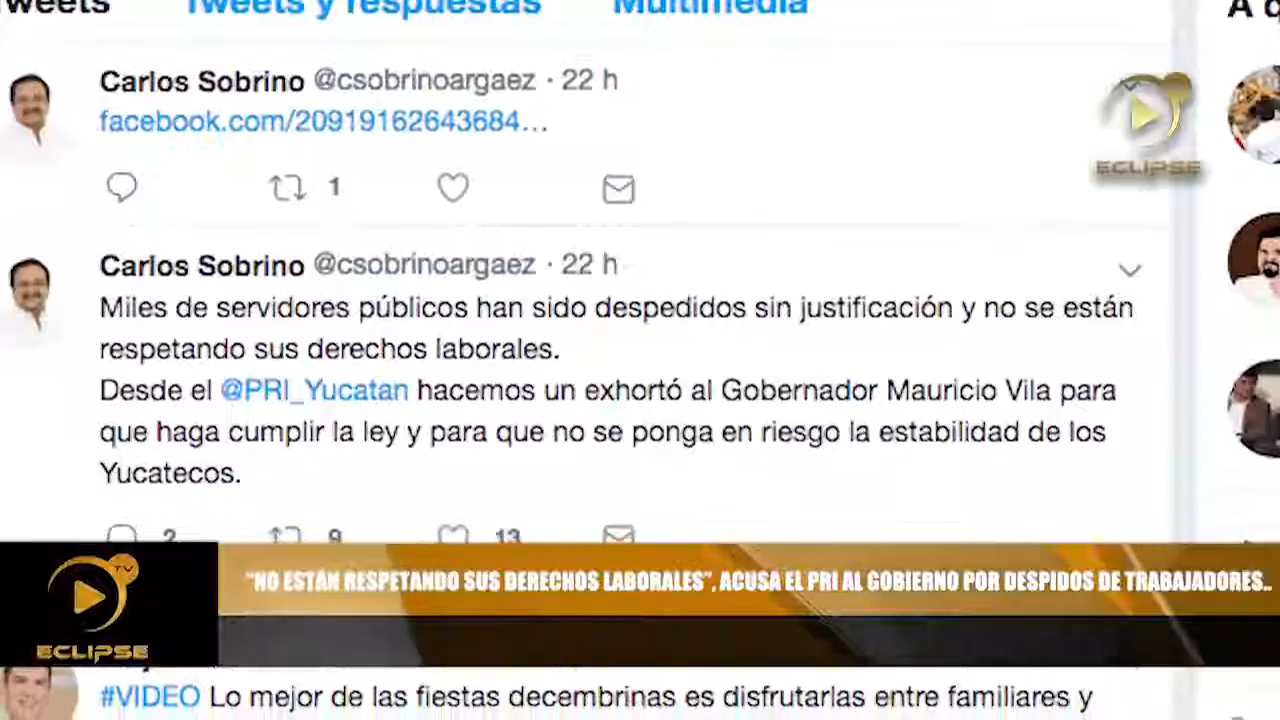 Tweets
Tweets y respuestas
Multimedia
A q
Carlos Sobrino @csobrinoargaez · 22 h
facebook.com/20919162643684...
1
ECLIPSE
Carlos Sobrino @csobrinoargaez · 22 h
Miles de servidores públicos han sido despedidos sin justificación y no se están
respetando sus derechos laborales.
Desde el @PRI_Yucatan hacemos un exhortó al Gobernador Mauricio Vila para
que haga cumplir la ley y para que no se ponga en riesgo la estabilidad de los
Yucatecos.
2 9 13
TV
ECLIPSE
"NO ESTÁN RESPETANDO SUS DERECHOS LABORALES", ACUSA EL PRI AL GOBIERNO POR DESPIDOS DE TRABAJADORES..
#VIDEO Lo mejor de las fiestas decembrinas es disfrutarlas entre familiares y